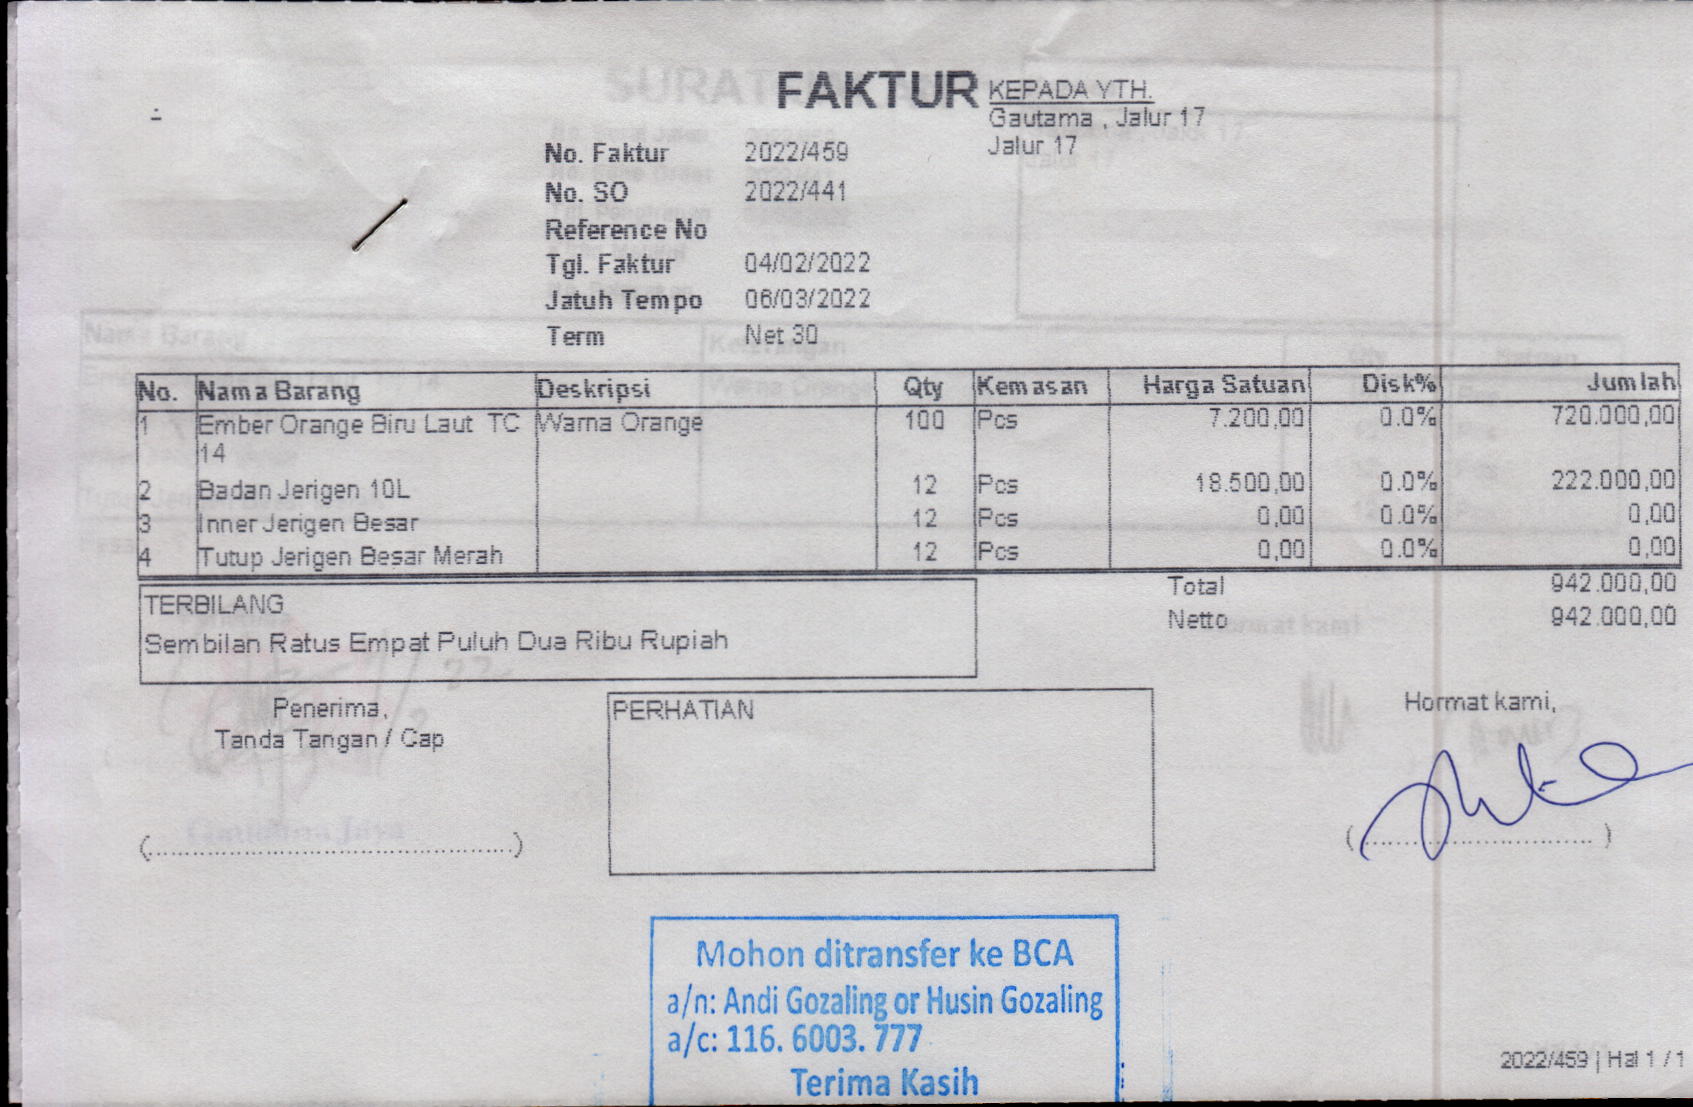 FAKTUR
KEPADA YTH.
Gautama , Jalur 17
Jalur 17
No. Faktur 2022/459
No. SO 2022/441
Reference No
Tgl. Faktur 04/02/2022
Jatuh Tempo 06/03/2022
Term Net 30
No. Nama Barang Deskripsi Qty Kemasan Harga Satuan Disk% Jumlah
1 Ember Orange Biru Laut TC Warna Orange 100 Pcs 7.200,00 0.0% 720.000,00
14
2 Badan Jerigen 10L 12 Pcs 18.500,00 0.0% 222.000,00
3 Inner Jerigen Besar 12 Pcs 0,00 0.0% 0,00
4 Tutup Jerigen Besar Merah 12 Pcs 0,00 0.0% 0,00
Total 942.000,00
Netto 942.000,00
TERBILANG
Sembilan Ratus Empat Puluh Dua Ribu Rupiah
Penerima,
Tanda Tangan / Cap
PERHATIAN
Hormat kami,
(..............................................)
(................................)
Mohon ditransfer ke BCA
a/n: Andi Gozaling or Husin Gozaling
a/c: 116. 6003. 777
Terima Kasih
2022/459 | Hal 1 / 1